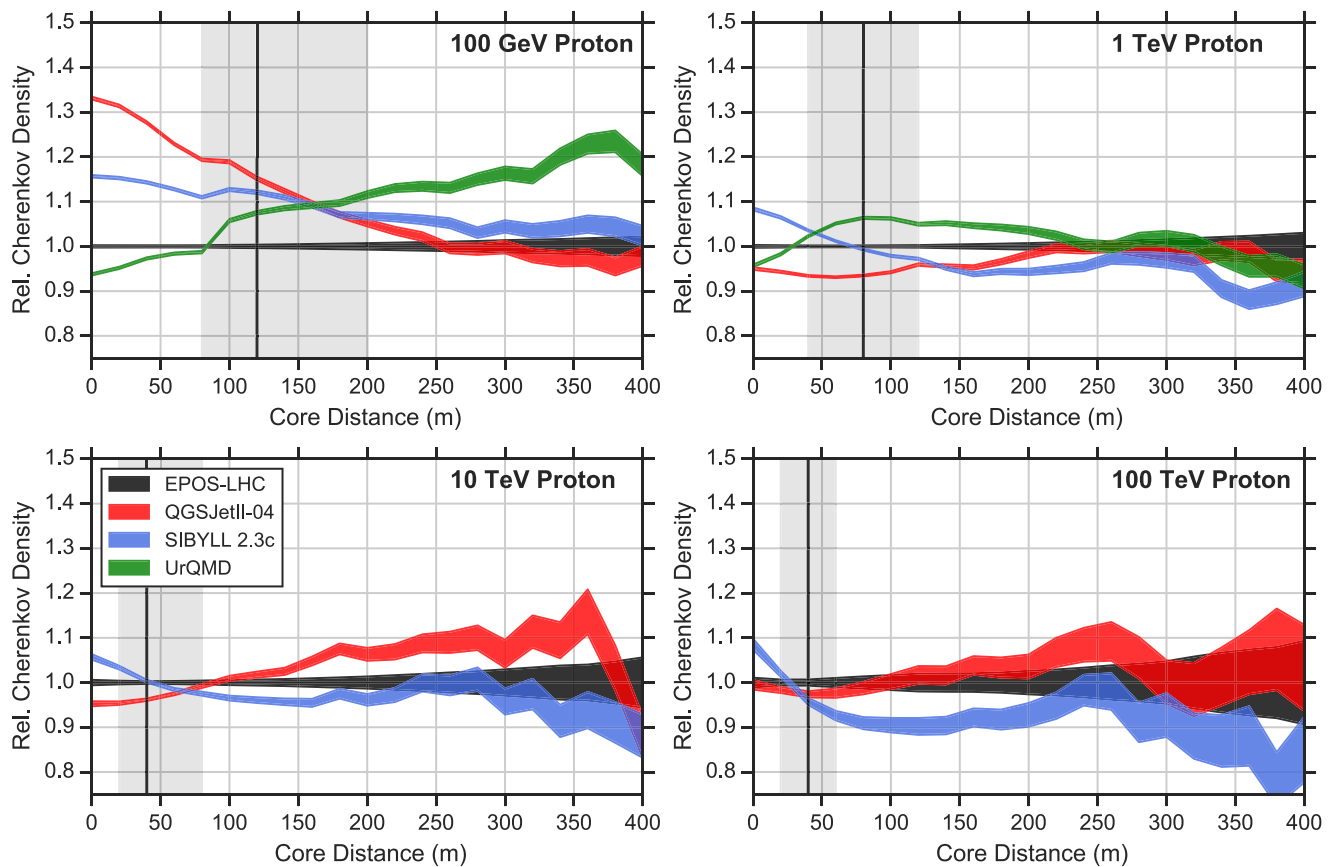 100 GeV Proton
Rel. Cherenkov Density
1.5
1.4
1.3
1.2
1.1
1.0
0.9
0.8
0 50 100 150 200 250 300 350 400
Core Distance (m)
1 TeV Proton
Rel. Cherenkov Density
1.5
1.4
1.3
1.2
1.1
1.0
0.9
0.8
0 50 100 150 200 250 300 350 400
Core Distance (m)
10 TeV Proton
EPOS-LHC
QGSJetII-04
SIBYLL 2.3c
UrQMD
Rel. Cherenkov Density
1.5
1.4
1.3
1.2
1.1
1.0
0.9
0.8
0 50 100 150 200 250 300 350 400
Core Distance (m)
100 TeV Proton
Rel. Cherenkov Density
1.5
1.4
1.3
1.2
1.1
1.0
0.9
0.8
0 50 100 150 200 250 300 350 400
Core Distance (m)